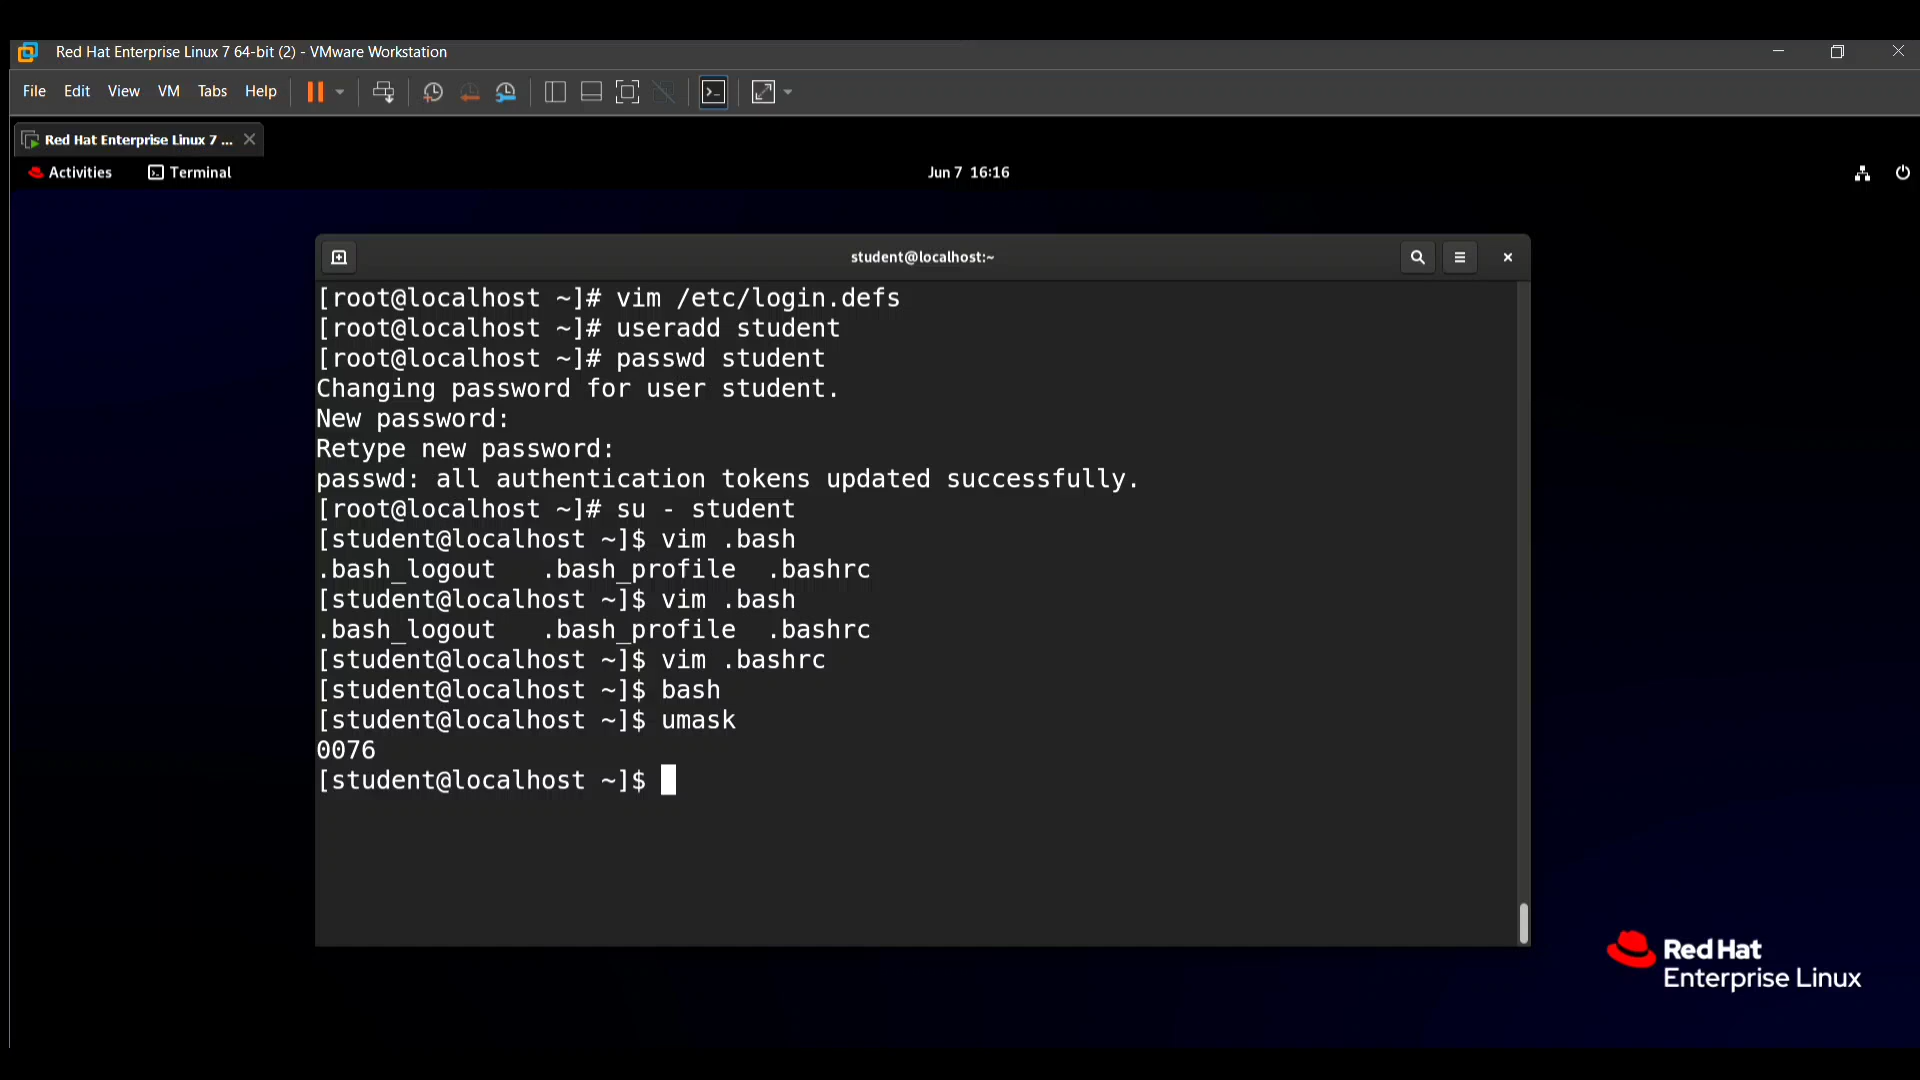 Red Hat Enterprise Linux 7 64-bit (2) - VMware Workstation
File Edit View VM Tabs Help
Red Hat Enterprise Linux 7 ...
Activities Terminal Jun 7 16:16
student@localhost:~
[root@localhost ~]# vim /etc/login.defs
[root@localhost ~]# useradd student
[root@localhost ~]# passwd student
Changing password for user student.
New password:
Retype new password:
passwd: all authentication tokens updated successfully.
[root@localhost ~]# su - student
[student@localhost ~]$ vim .bash
.bash_logout   .bash_profile  .bashrc
[student@localhost ~]$ vim .bash
.bash_logout   .bash_profile  .bashrc
[student@localhost ~]$ vim .bashrc
[student@localhost ~]$ bash
[student@localhost ~]$ umask
0076
[student@localhost ~]$
Red Hat
Enterprise Linux